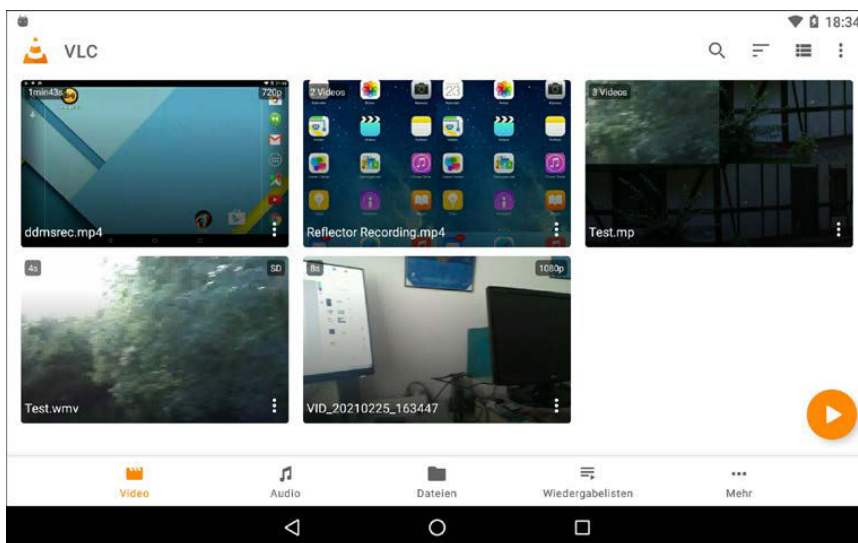 18:34
VLC
1min43s
720p
2 Videos
3 Videos
23
ddmsrec.mp4
Reflector Recording.mp4
Test.mp
4s
SD
8s
1080p
Test.wmv
VID_20210225_163447
Video
Audio
Dateien
Wiedergabelisten
Mehr